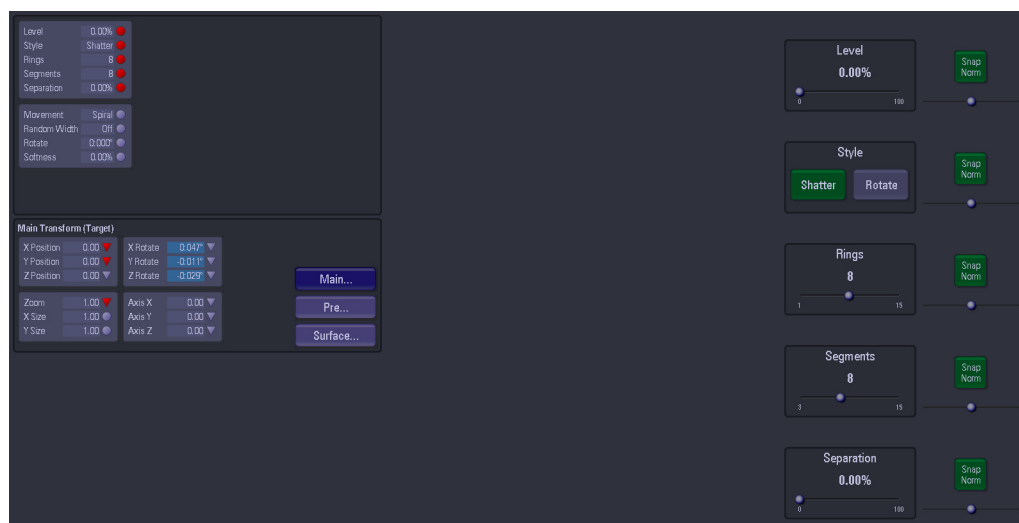 Level 0.00%
Style Shatter
Rings 8
Segments 8
Separation 0.00%
Movement Spiral
Random Width Off
Rotate 0:000°
Softness 0.00%
Main Transform (Target)
X Position 0.00 X Rotate 0:047°
Y Position 0.00 Y Rotate -0:011°
Z Position 0.00 Z Rotate -0:029°
Zoom 1.00 Axis X 0.00
X Size 1.00 Axis Y 0.00
Y Size 1.00 Axis Z 0.00
Main...
Pre...
Surface...
Level
0.00%
0 100
Snap
Norm
Style
Shatter Rotate
Snap
Norm
Rings
8
1 15
Snap
Norm
Segments
8
3 15
Snap
Norm
Separation
0.00%
0 100
Snap
Norm